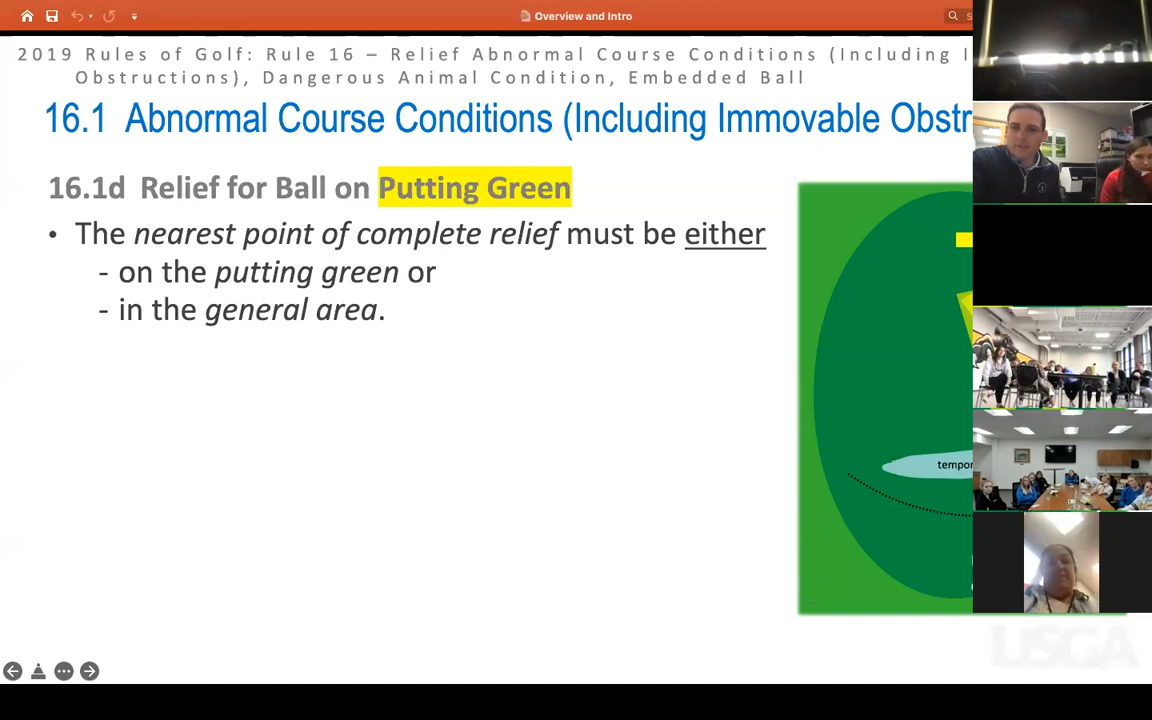 Overview and Intro
S
2019 Rules of Golf: Rule 16 – Relief Abnormal Course Conditions (Including I
Obstructions), Dangerous Animal Condition, Embedded Ball
16.1 Abnormal Course Conditions (Including Immovable Obstr
16.1d Relief for Ball on Putting Green
• The nearest point of complete relief must be either
- on the putting green or
- in the general area.
tempor
USGA